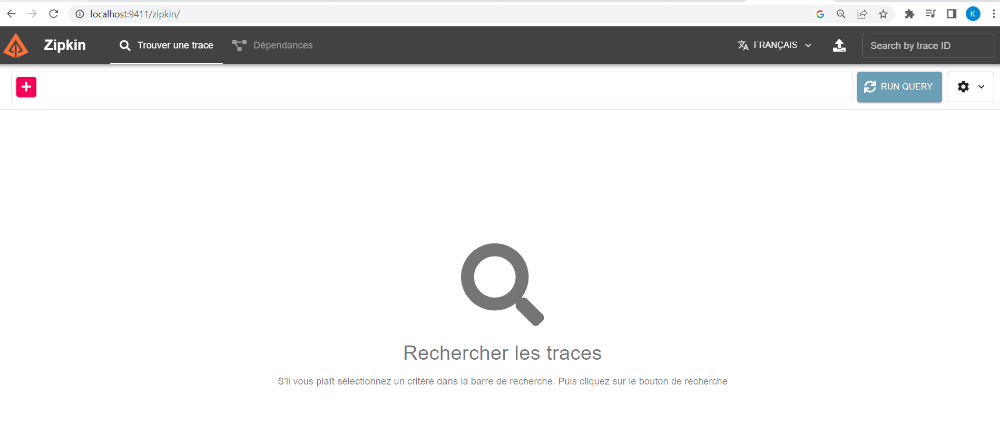 localhost:9411/zipkin/
K
Zipkin
Trouver une trace
Dépendances
FRANÇAIS
Search by trace ID
RUN QUERY
Rechercher les traces
S'il vous plaît sélectionnez un critère dans la barre de recherche. Puis cliquez sur le bouton de recherche